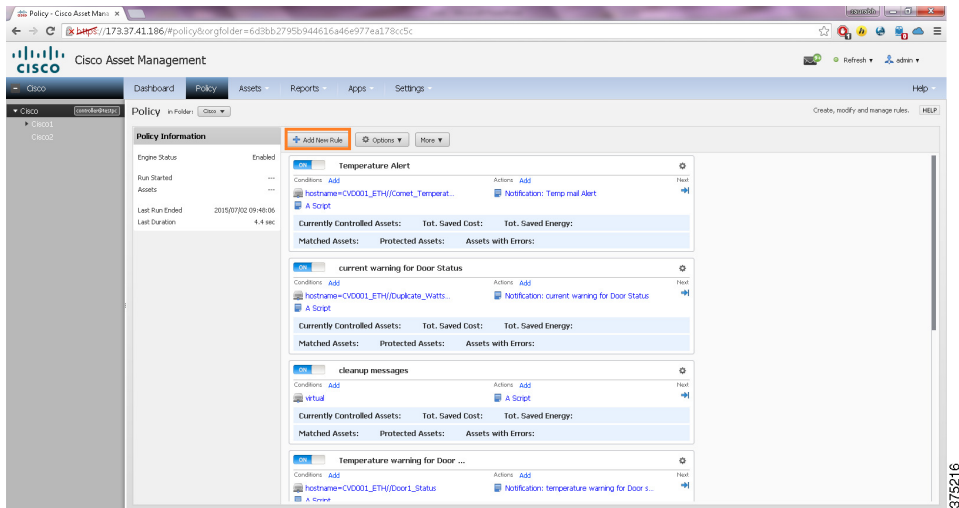 Policy - Cisco Asset Mana
saurabh
https://173.37.41.186/#policy&orgfolder=6d3bb2795b944616a46e977ea178cc5c
CISCO
Cisco Asset Management
Refresh
admin
Cisco
Dashboard
Policy
Assets
Reports
Apps
Settings
Help
Cisco
controller@testpc
Cisco1
Cisco2
Policy in Folder: Cisco
Create, modify and manage rules.
HELP
Policy Information
Engine Status Enabled
Run Started ---
Assets ---
Last Run Ended 2015/07/02 09:48:06
Last Duration 4.4 sec
Add New Rule
Options
More
ON Temperature Alert
Conditions Add Actions Add Next
hostname=CVD001_ETH//Comet_Temperat... Notification: Temp mail Alert
A Script
Currently Controlled Assets: Tot. Saved Cost: Tot. Saved Energy:
Matched Assets: Protected Assets: Assets with Errors:
ON current warning for Door Status
Conditions Add Actions Add Next
hostname=CVD001_ETH//Duplicate_Watts... Notification: current warning for Door Status
A Script
Currently Controlled Assets: Tot. Saved Cost: Tot. Saved Energy:
Matched Assets: Protected Assets: Assets with Errors:
ON cleanup messages
Conditions Add Actions Add Next
virtual A Script
Currently Controlled Assets: Tot. Saved Cost: Tot. Saved Energy:
Matched Assets: Protected Assets: Assets with Errors:
ON Temperature warning for Door ...
Conditions Add Actions Add Next
hostname=CVD001_ETH//Door1_Status Notification: temperature warning for Door s...
A Script
375216